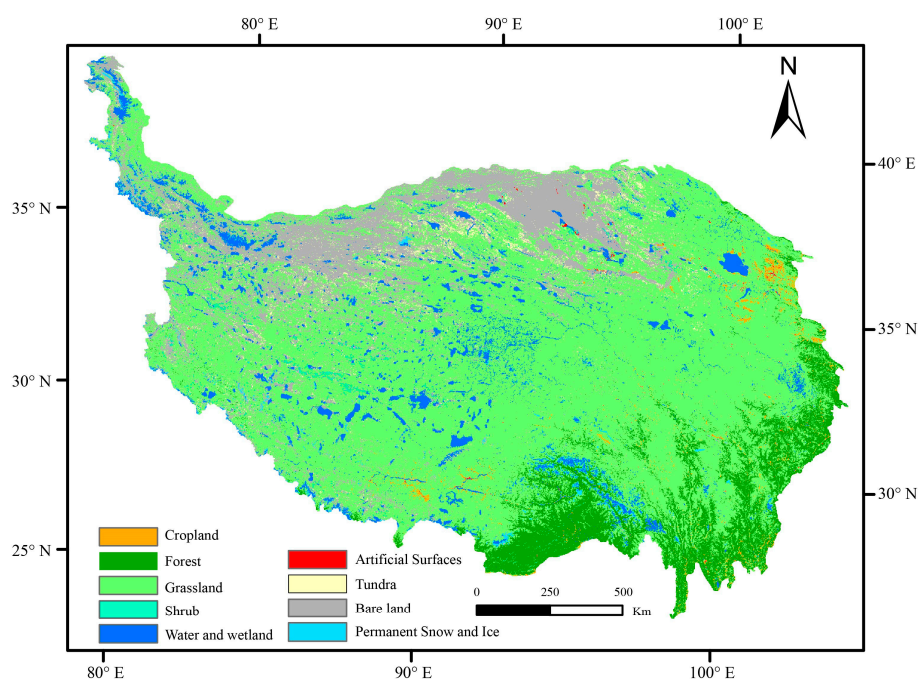 80° E 90° E 100° E
N
40° N
35° N
35° N
30° N
30° N
25° N
Cropland
Forest
Grassland
Shrub
Water and wetland
Artificial Surfaces
Tundra
Bare land
Permanent Snow and Ice
0 250 500
Km
80° E 90° E 100° E